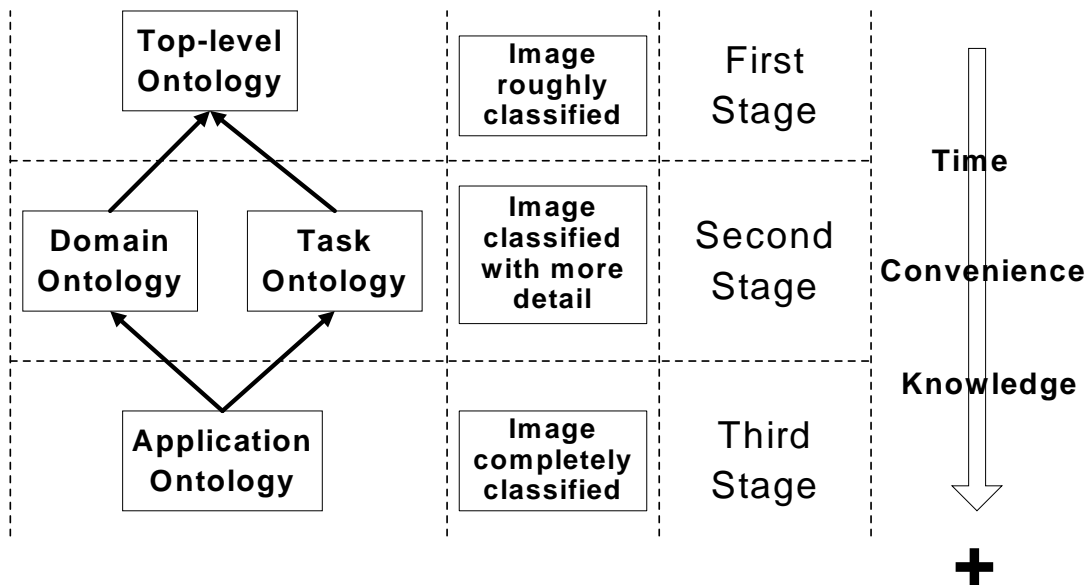 Top-level
Ontology
Image
roughly
classified
First
Stage
Time
Domain
Ontology
Task
Ontology
Image
classified
with more
detail
Second
Stage
Convenience
Knowledge
Application
Ontology
Image
completely
classified
Third
Stage
+